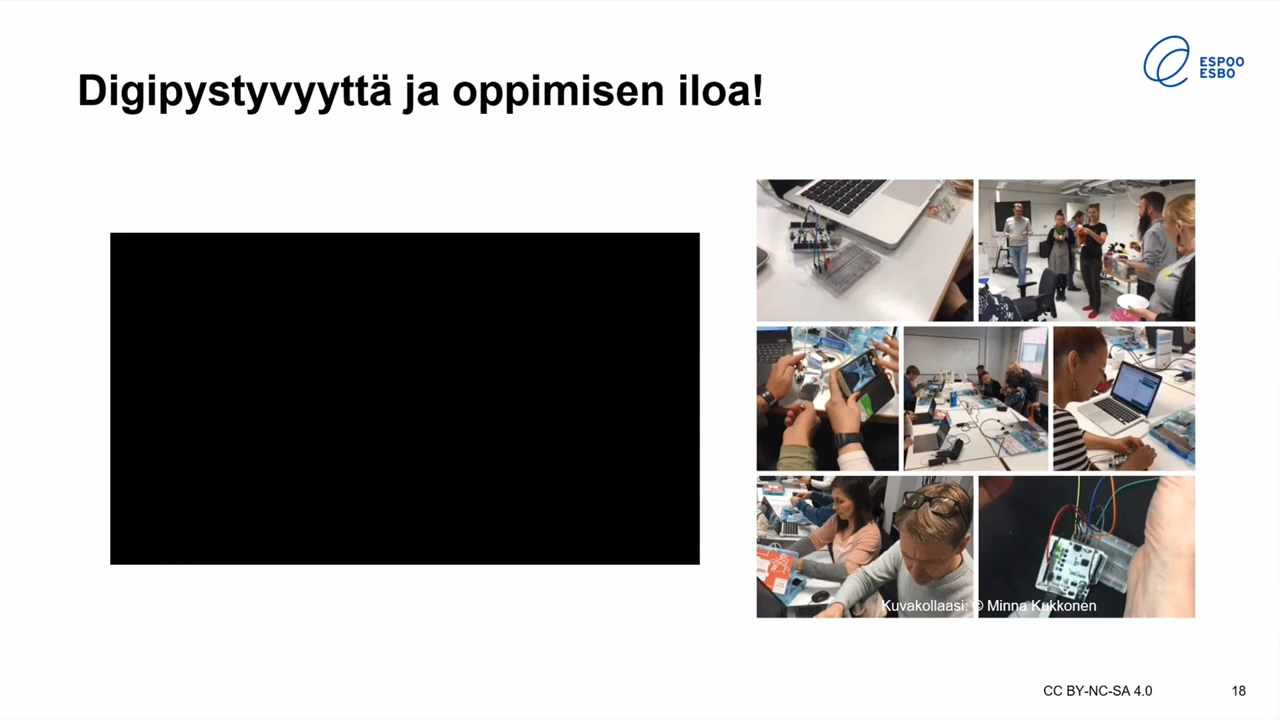 Digipystyvyyttä ja oppimisen iloa!
ESPOO
ESBO
Kuvakollaasi: © Minna Kukkonen
CC BY-NC-SA 4.0
18